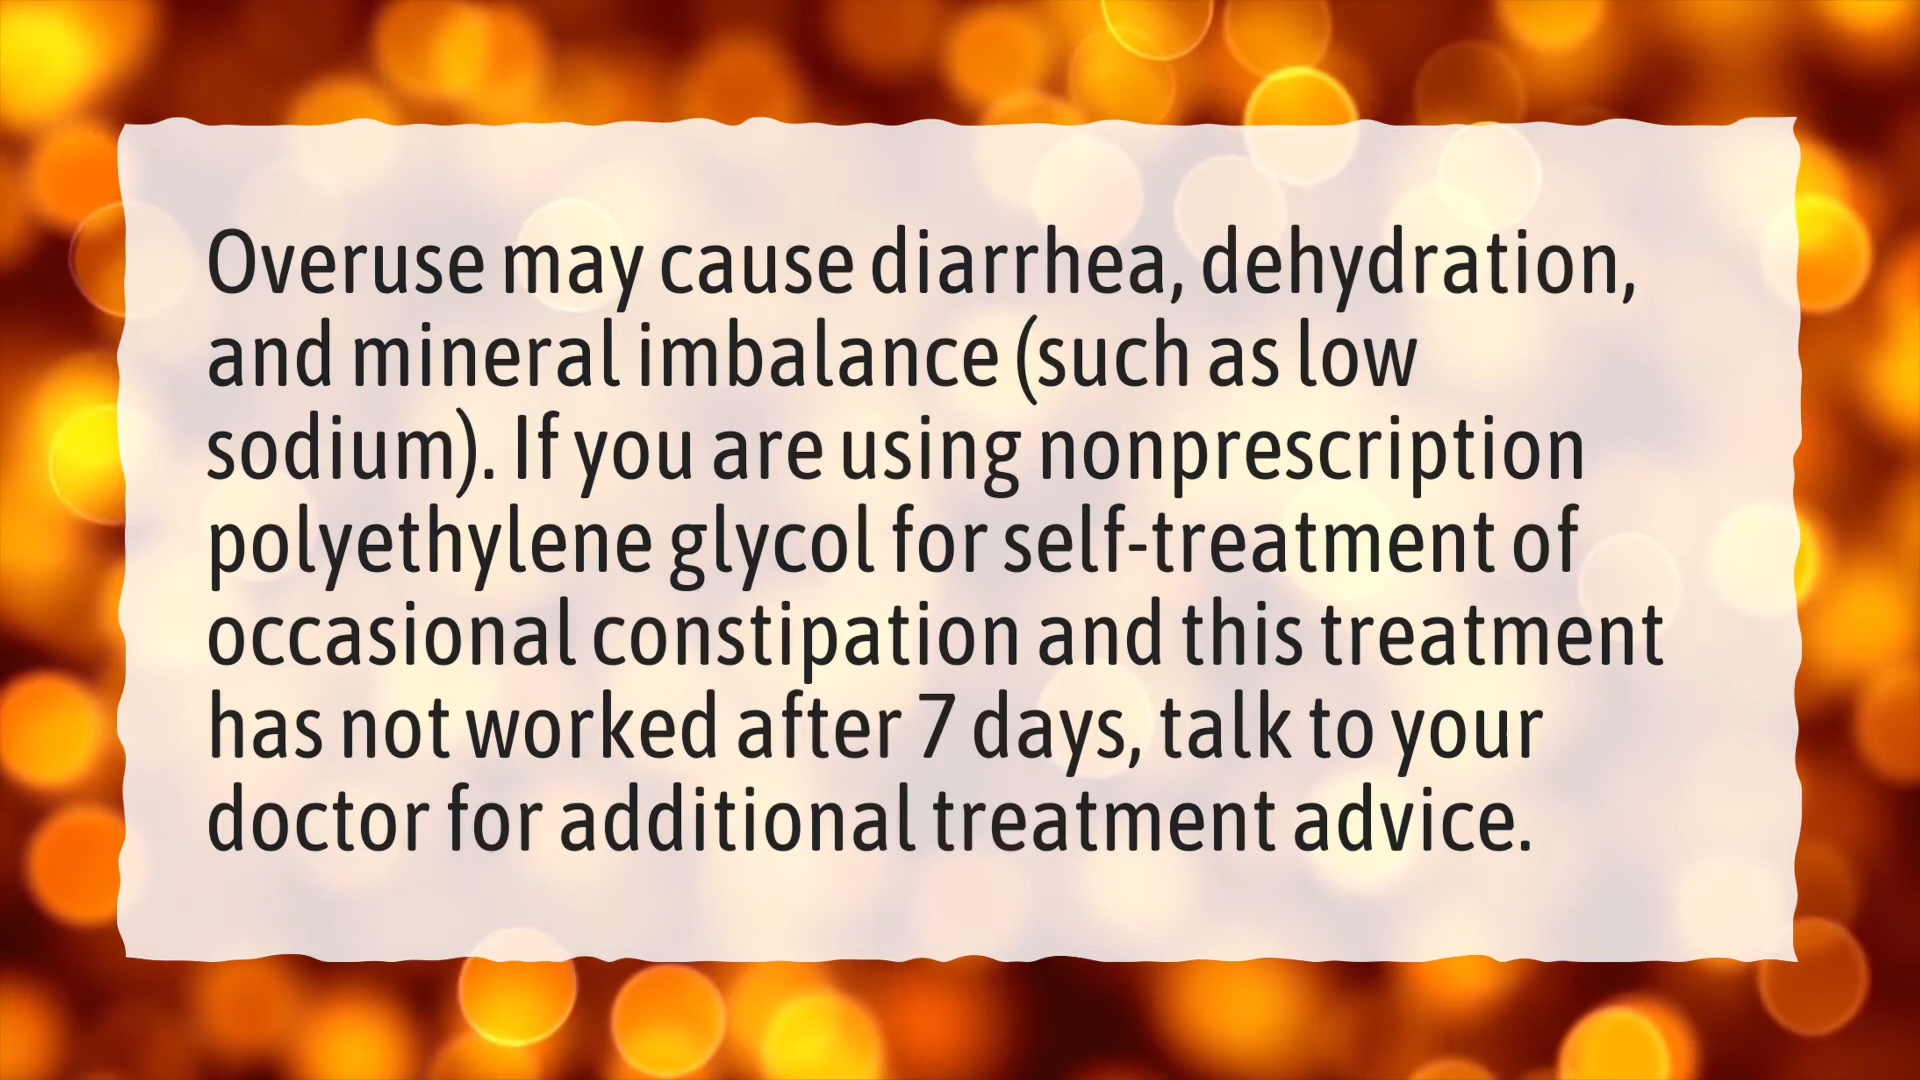 Overuse may cause diarrhea, dehydration,
and mineral imbalance (such as low
sodium). If you are using nonprescription
polyethylene glycol for self-treatment of
occasional constipation and this treatment
has not worked after 7 days, talk to your
doctor for additional treatment advice.